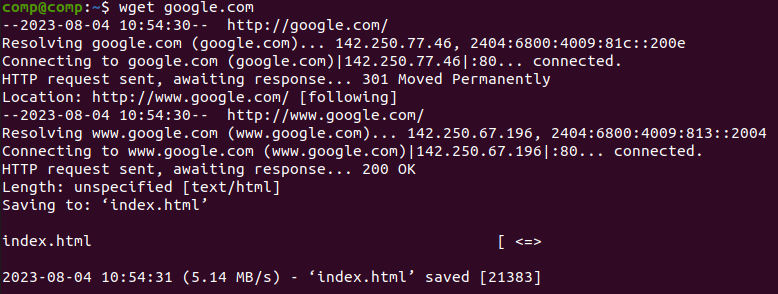 comp@comp:~$ wget google.com
--2023-08-04 10:54:30--  http://google.com/
Resolving google.com (google.com)... 142.250.77.46, 2404:6800:4009:81c::200e
Connecting to google.com (google.com)|142.250.77.46|:80... connected.
HTTP request sent, awaiting response... 301 Moved Permanently
Location: http://www.google.com/ [following]
--2023-08-04 10:54:30--  http://www.google.com/
Resolving www.google.com (www.google.com)... 142.250.67.196, 2404:6800:4009:813::2004
Connecting to www.google.com (www.google.com)|142.250.67.196|:80... connected.
HTTP request sent, awaiting response... 200 OK
Length: unspecified [text/html]
Saving to: ‘index.html’
index.html                                            [ <=>
2023-08-04 10:54:31 (5.14 MB/s) - ‘index.html’ saved [21383]